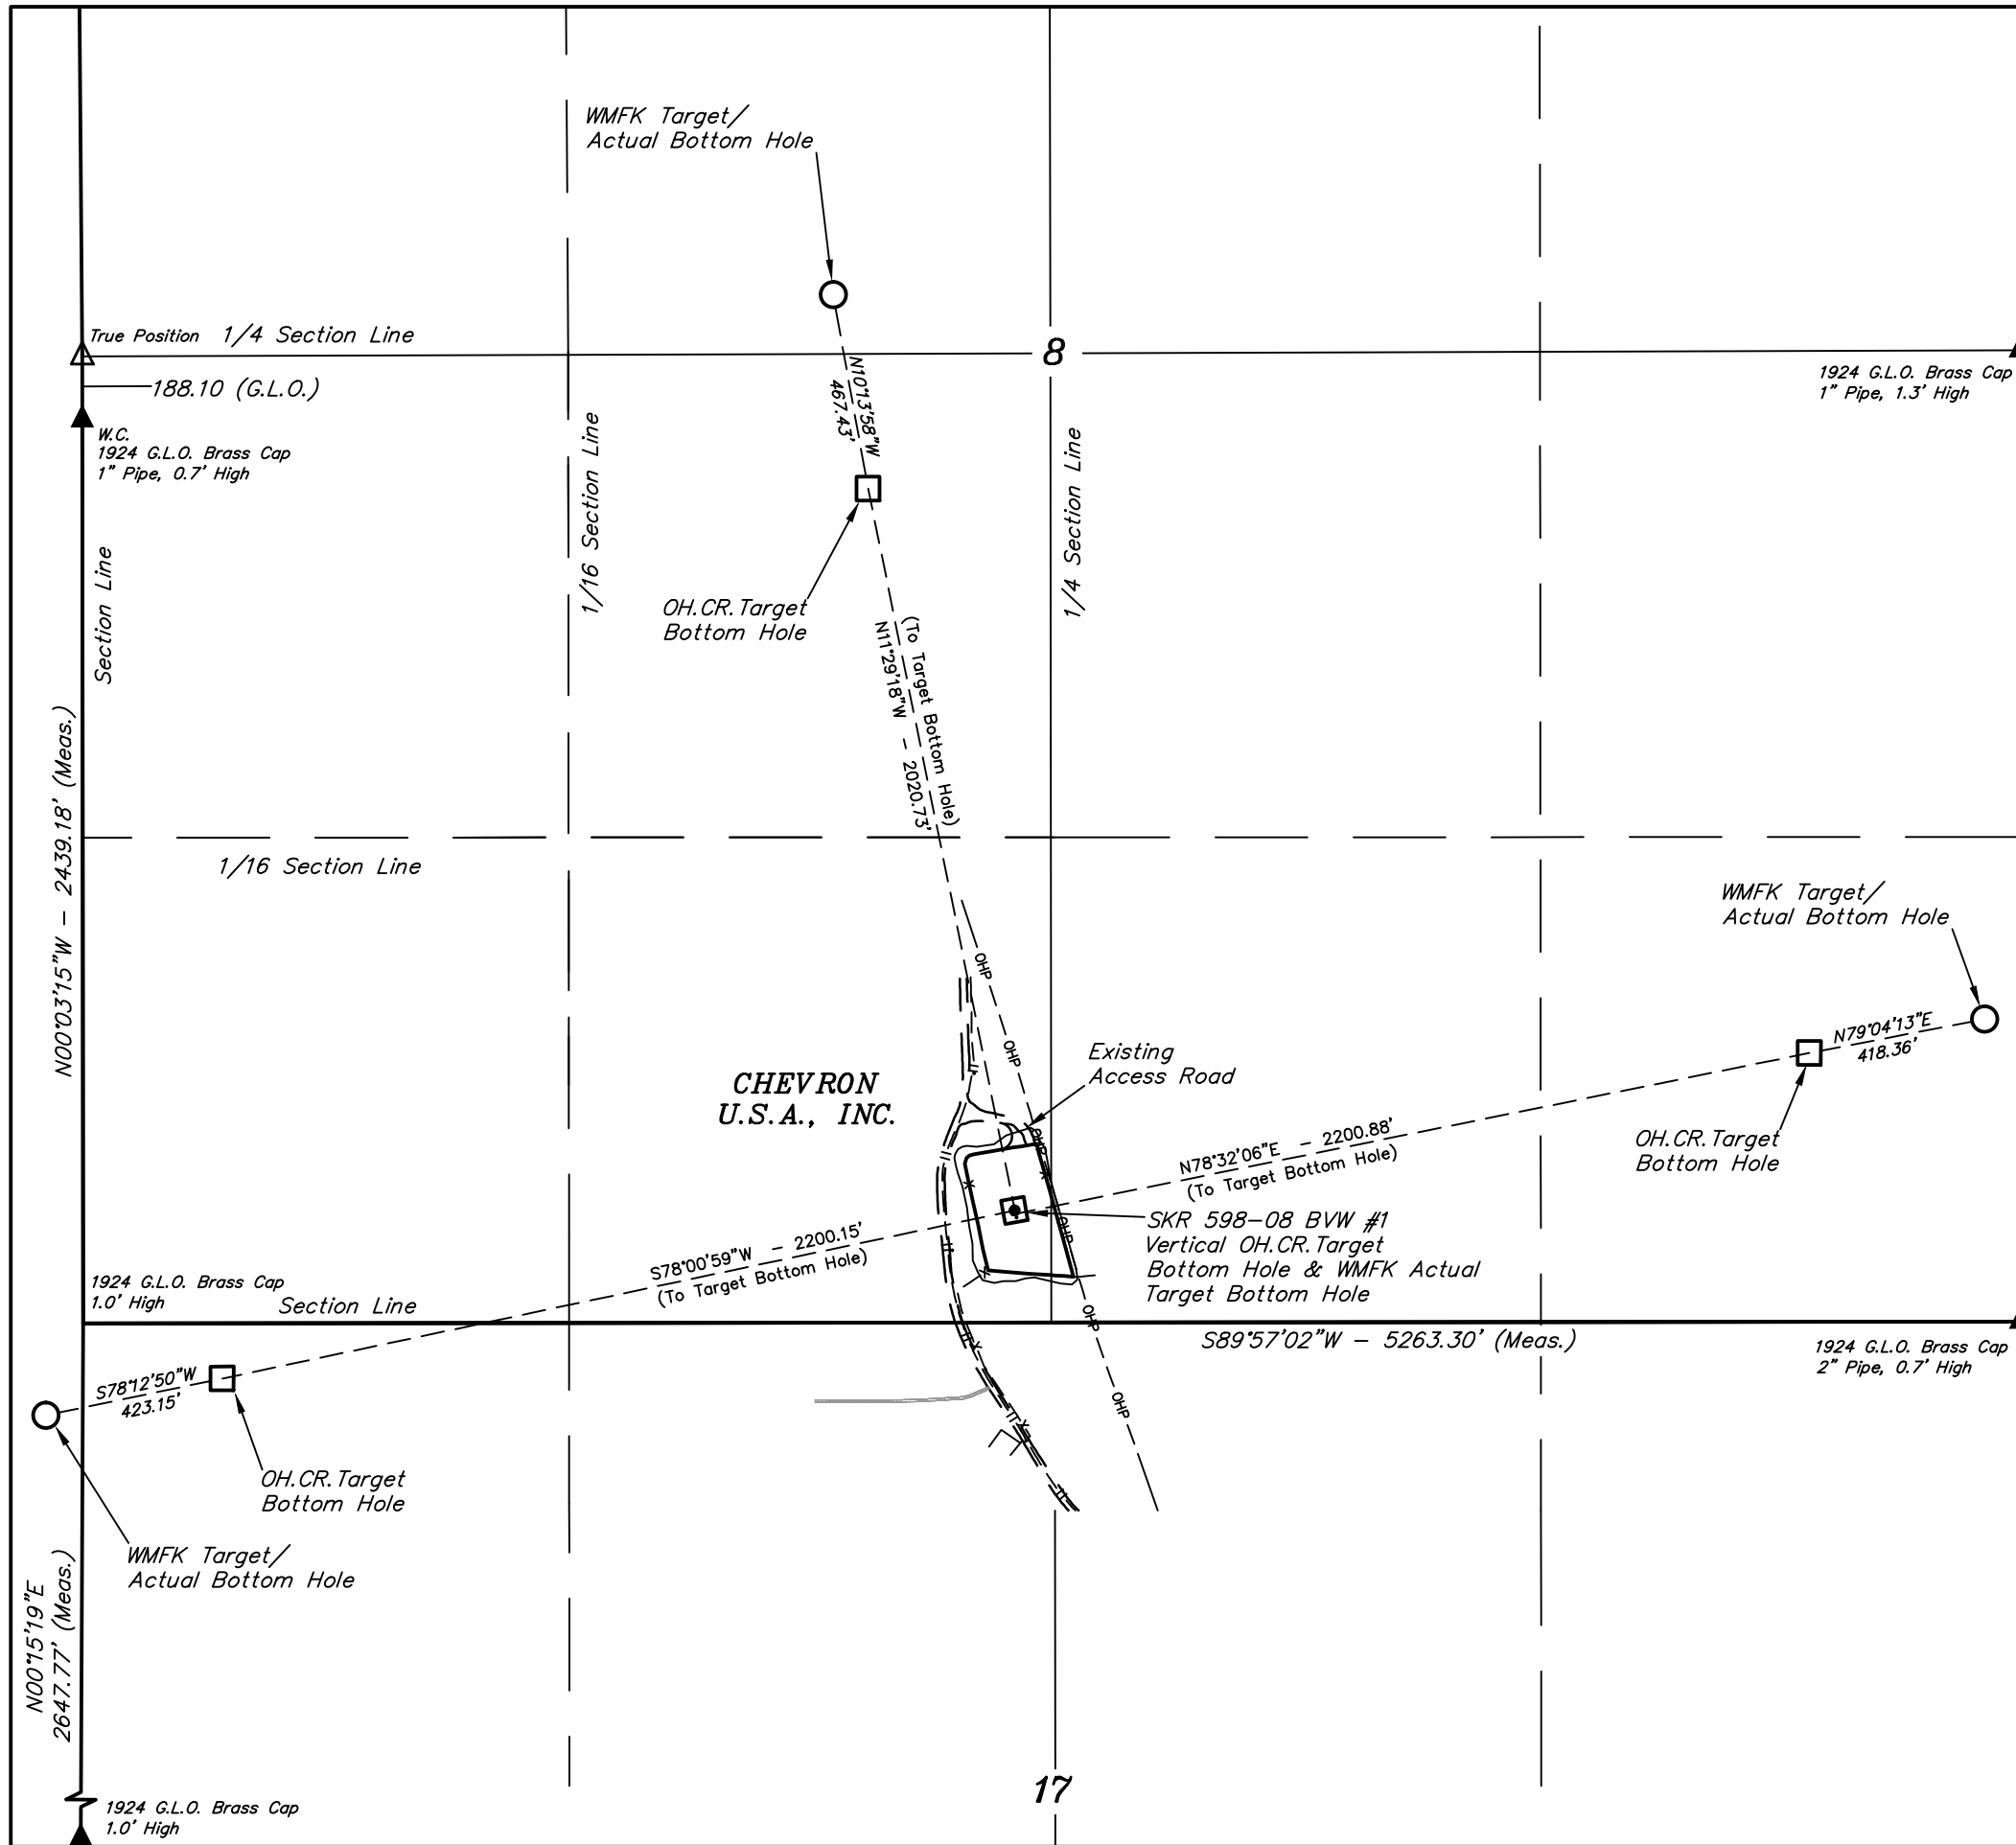 WMFK Target/
Actual Bottom Hole
True Position
1/4 Section Line
8
188.10 (G.L.O.)
1924 G.L.O. Brass Cap
1" Pipe, 1.3' High
W.C.
1924 G.L.O. Brass Cap
1" Pipe, 0.7' High
N10°13'58"W
467.43'
1/16 Section Line
1/4 Section Line
Section Line
OH.CR.Target
Bottom Hole
(To Target Bottom Hole)
N11°29'18"W - 2020.73'
N00°03'15"W - 2439.18' (Meas.)
1/16 Section Line
WMFK Target/
Actual Bottom Hole
OHP
OHP
N79°04'13"E
418.36'
Existing
Access Road
CHEVRON
U.S.A., INC.
OHP
OH.CR.Target
Bottom Hole
N78°32'06"E - 2200.88'
(To Target Bottom Hole)
OHP
SKR 598-08 BVW #1
Vertical OH.CR.Target
Bottom Hole & WMFK Actual
Target Bottom Hole
S78°00'59"W - 2200.15'
(To Target Bottom Hole)
1924 G.L.O. Brass Cap
1.0' High
Section Line
OHP
S89°57'02"W - 5263.30' (Meas.)
1924 G.L.O. Brass Cap
2" Pipe, 0.7' High
S78°12'50"W
423.15'
OHP
OH.CR.Target
Bottom Hole
WMFK Target/
Actual Bottom Hole
N00°15'19"E
2647.77' (Meas.)
17
1924 G.L.O. Brass Cap
1.0' High